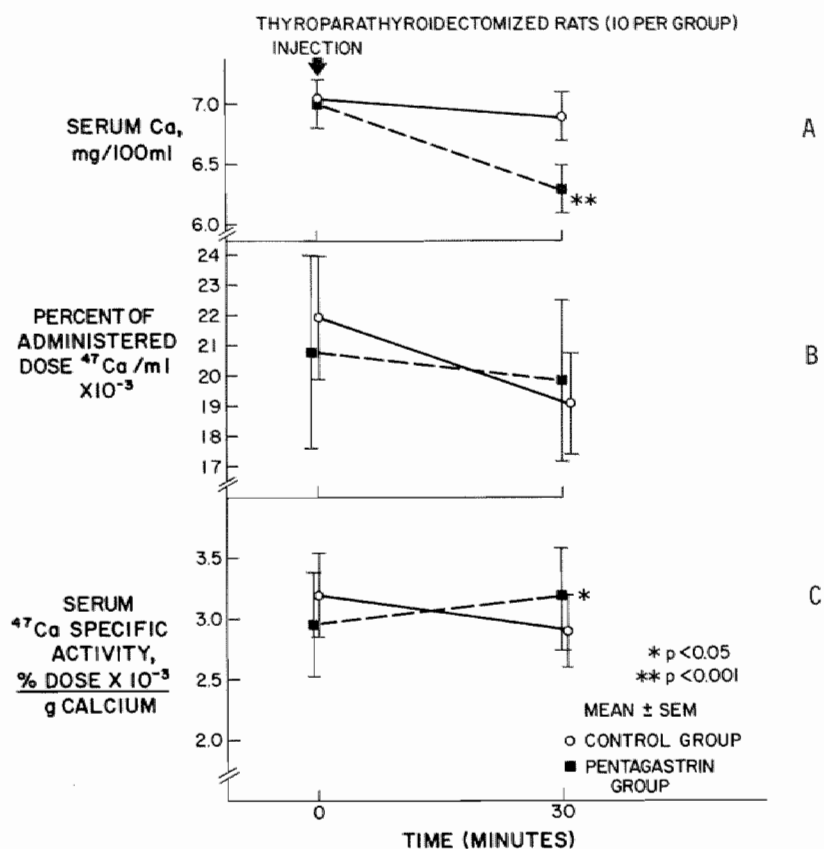 THYROPARATHYROIDECTOMIZED RATS (10 PER GROUP)
INJECTION
7.0
6.5
6.0
SERUM Ca,
mg/100ml
A
**
24
23
22
21
20
19
18
17
PERCENT OF
ADMINISTERED
DOSE ⁴⁷Ca/ml
X10⁻³
B
3.5
3.0
2.5
2.0
SERUM
⁴⁷Ca SPECIFIC
ACTIVITY,
% DOSE X 10⁻³
g CALCIUM
C
*
* p <0.05
** p <0.001
MEAN ± SEM
CONTROL GROUP
PENTAGASTRIN
GROUP
0
30
TIME (MINUTES)